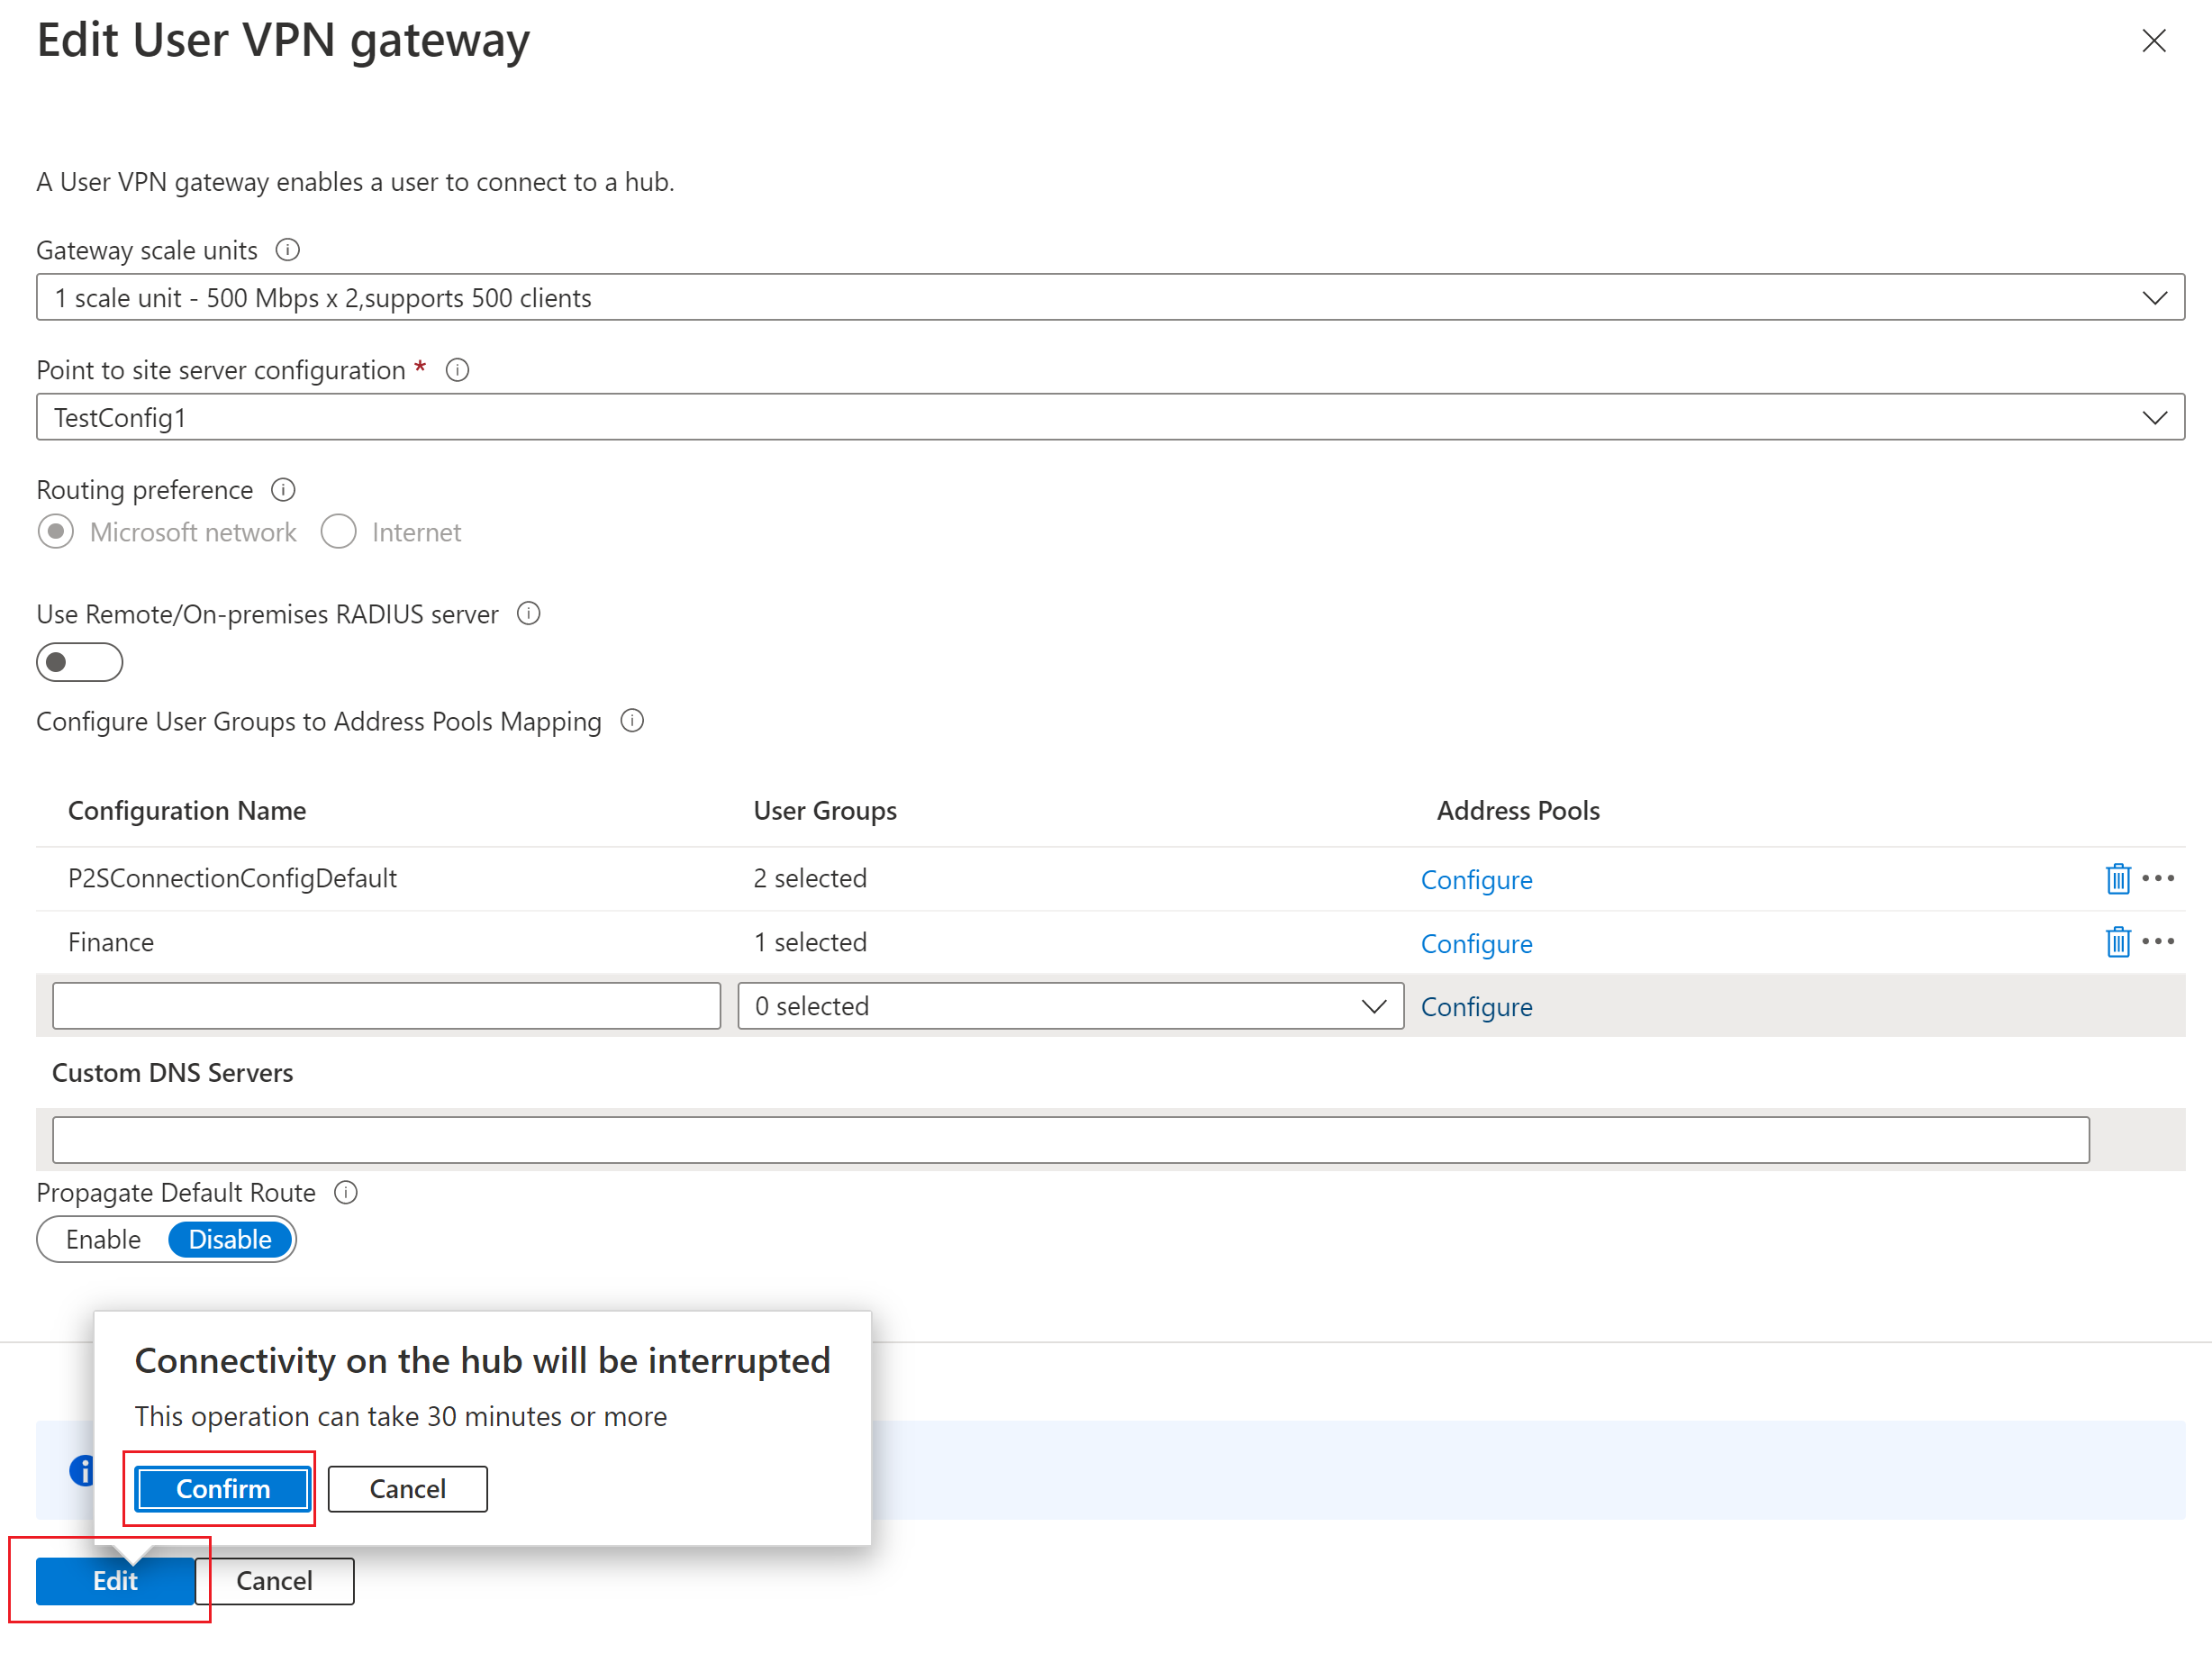 Edit User VPN gateway
A User VPN gateway enables a user to connect to a hub.
Gateway scale units
1 scale unit - 500 Mbps x 2,supports 500 clients
Point to site server configuration *
TestConfig1
Routing preference
Microsoft network Internet
Use Remote/On-premises RADIUS server
Configure User Groups to Address Pools Mapping
Configuration Name User Groups Address Pools
P2SConnectionConfigDefault 2 selected Configure
Finance 1 selected Configure
0 selected Configure
Custom DNS Servers
Propagate Default Route
Enable Disable
Connectivity on the hub will be interrupted
This operation can take 30 minutes or more
Confirm Cancel
Edit Cancel